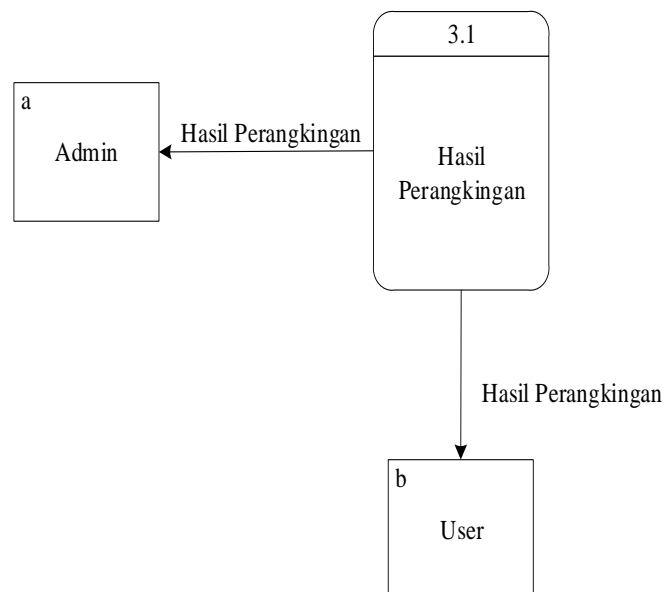 3.1
a
Admin
Hasil Perangkingan
Hasil
Perangkingan
Hasil Perangkingan
b
User